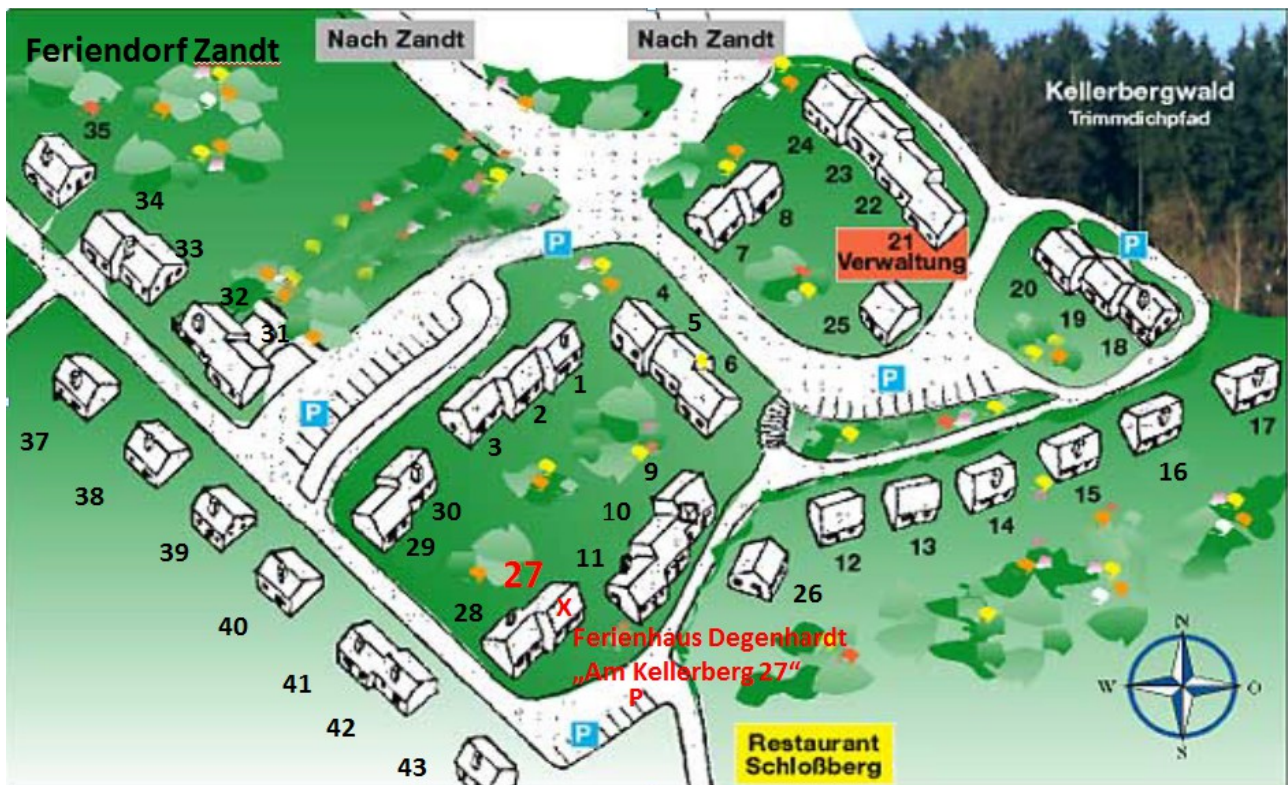 Feriendorf Zandt
Nach Zandt
Nach Zandt
Kellerbergwald
Trimmdichpfad
35
34
33
32
31
P
P
24
23
22
21
Verwaltung
8
7
25
P
20
19
18
P
4
5
6
1
2
3
37
38
39
40
41
42
43
30
29
9
10
11
27
28
X
Ferienhaus Degenhardt
„Am Kellerberg 27“
P
P
12
13
14
15
16
17
26
Restaurant
Schloßberg
N
W
O
S